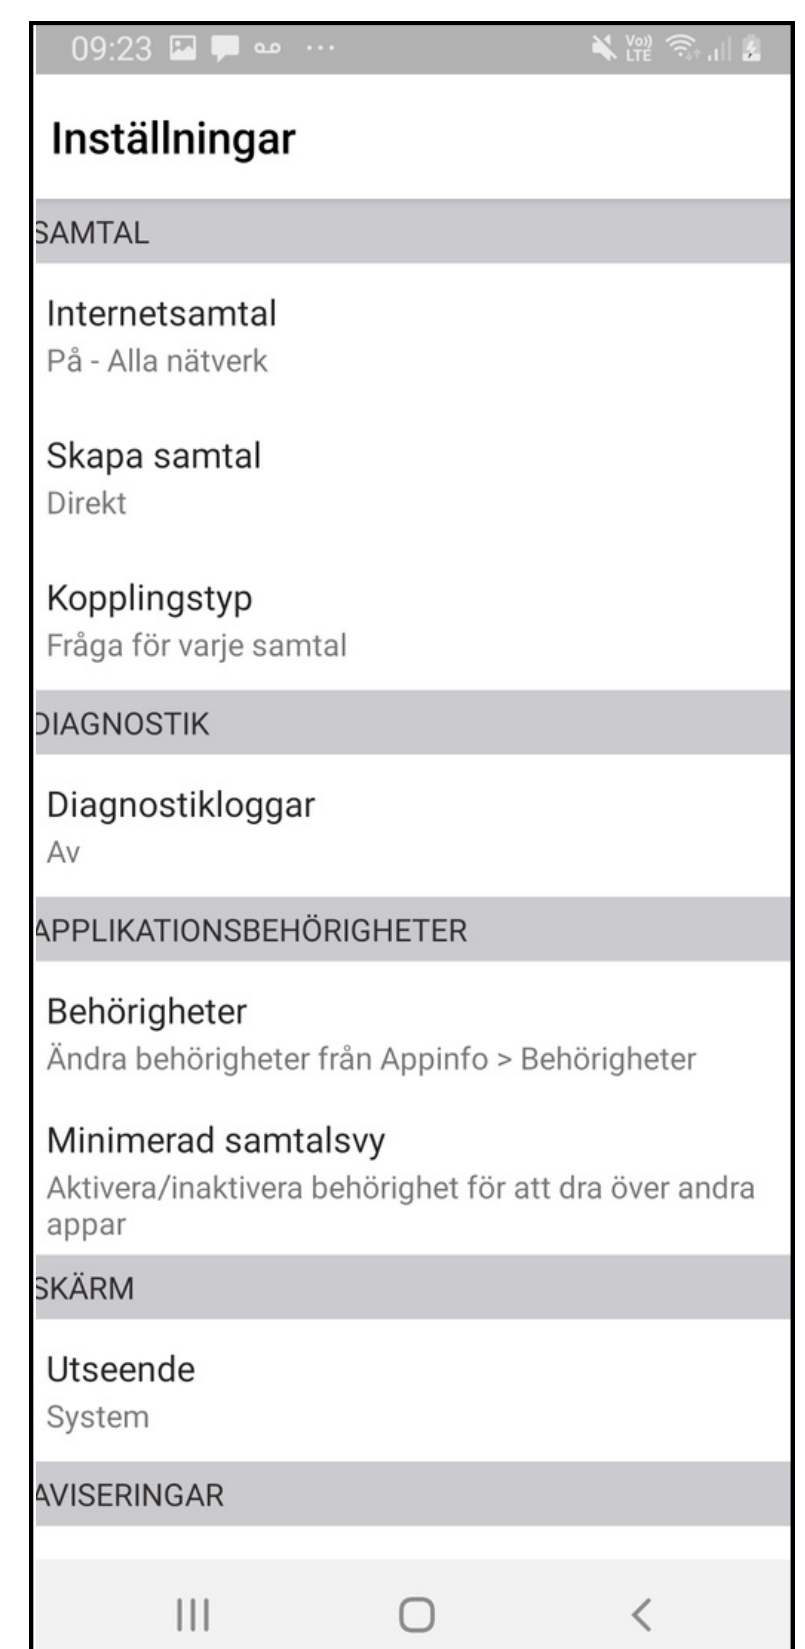 09:23
Vo)) LTE
Inställningar
SAMTAL
Internetsamtal
På - Alla nätverk
Skapa samtal
Direkt
Kopplingstyp
Fråga för varje samtal
DIAGNOSTIK
Diagnostikloggar
Av
APPLIKATIONSBEHÖRIGHETER
Behörigheter
Ändra behörigheter från Appinfo > Behörigheter
Minimerad samtalsvy
Aktivera/inaktivera behörighet för att dra över andra
appar
SKÄRM
Utseende
System
AVISERINGAR